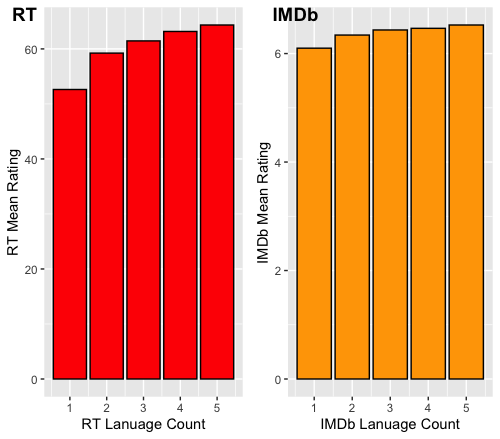 RT
RT Mean Rating
60
40
20
0
1 2 3 4 5
RT Lanuage Count
IMDb
IMDb Mean Rating
6
4
2
0
1 2 3 4 5
IMDb Lanuage Count